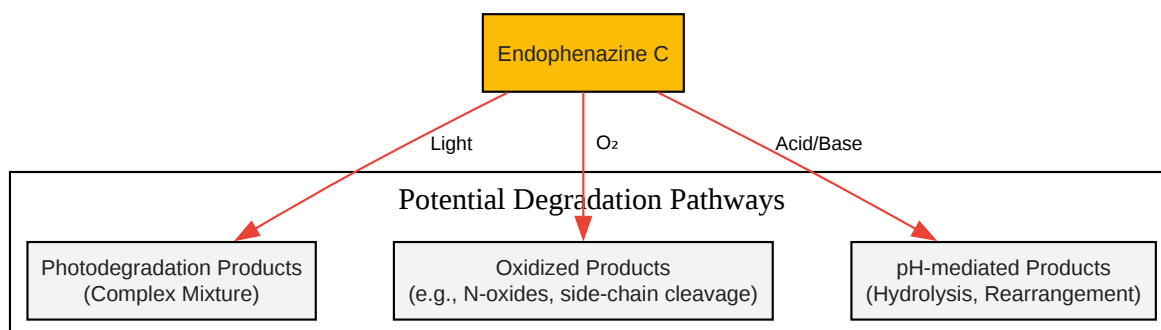 Endophenazine C
Light
O₂
Acid/Base
Potential Degradation Pathways
Photodegradation Products
(Complex Mixture)
Oxidized Products
(e.g., N-oxides, side-chain cleavage)
pH-mediated Products
(Hydrolysis, Rearrangement)